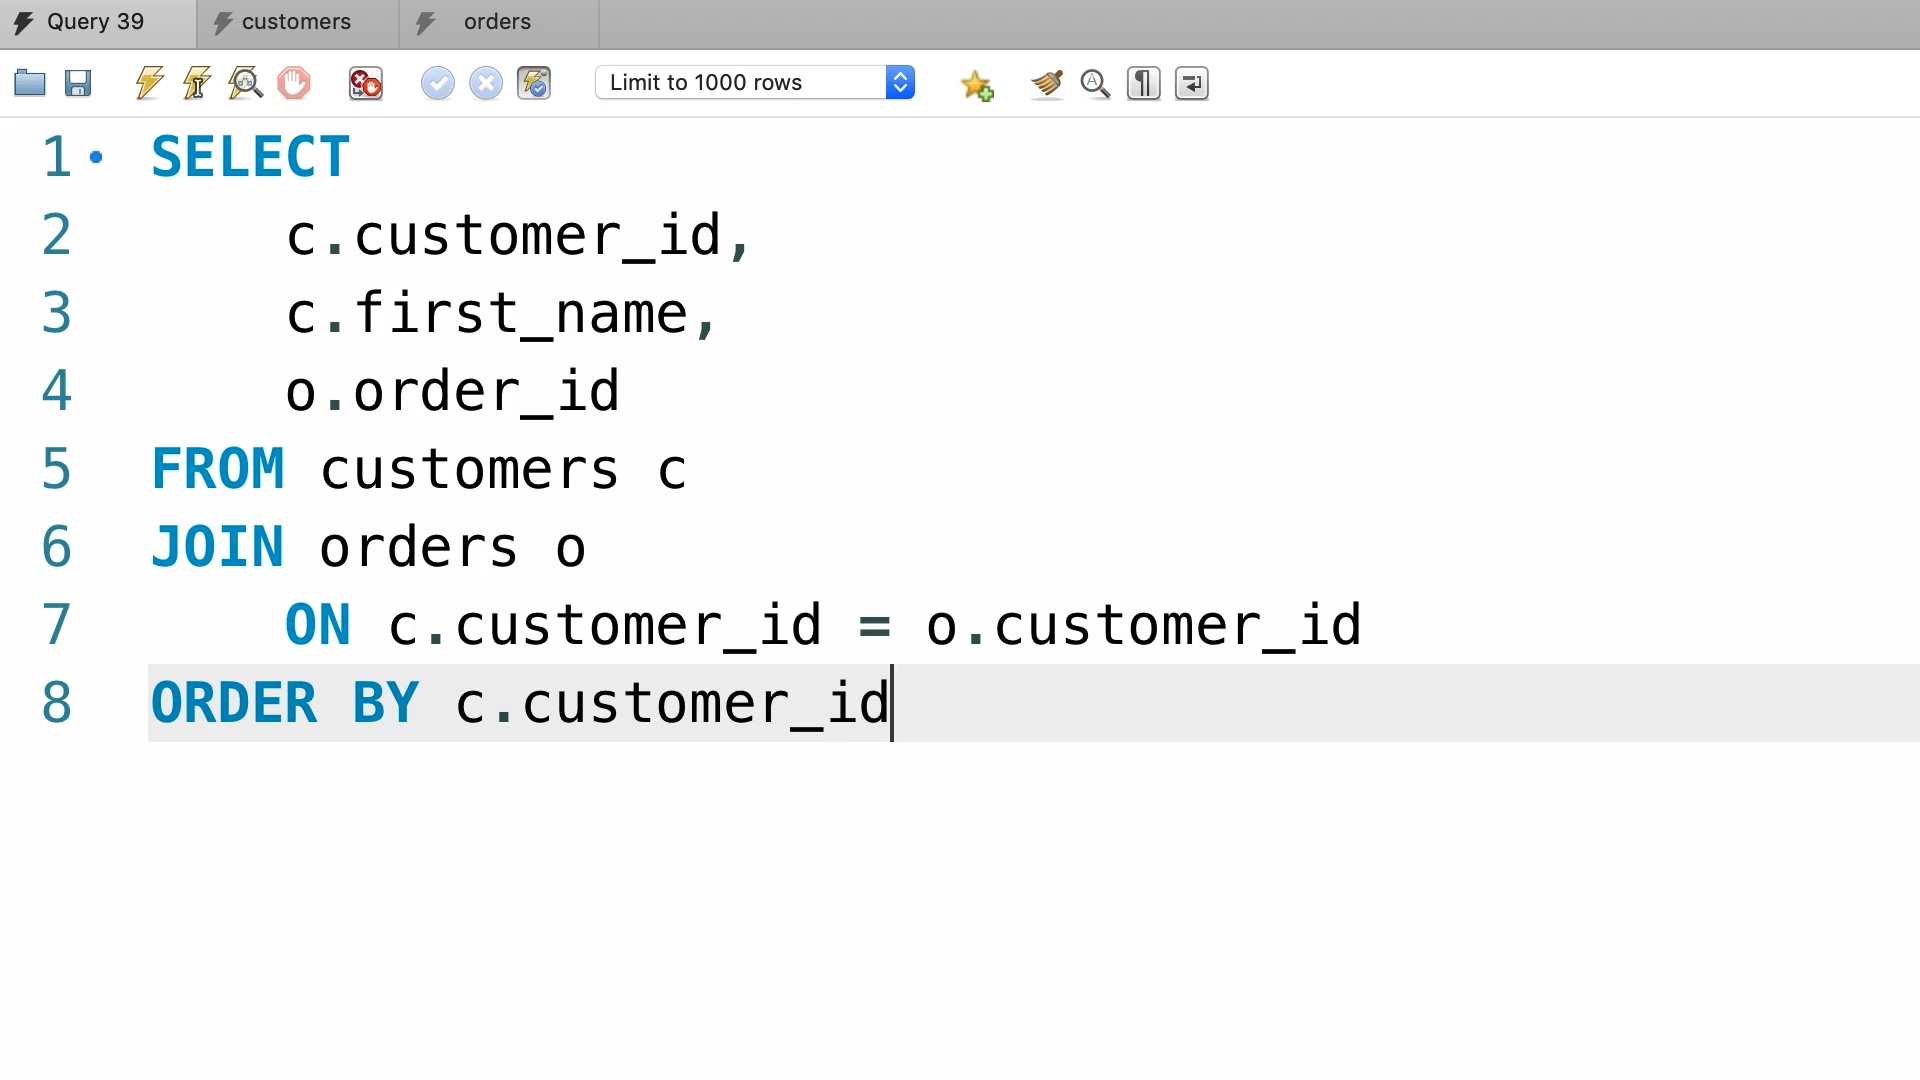 Query 39 customers orders
Limit to 1000 rows
1 SELECT
2 c.customer_id,
3 c.first_name,
4 o.order_id
5 FROM customers c
6 JOIN orders o
7 ON c.customer_id = o.customer_id
8 ORDER BY c.customer_id